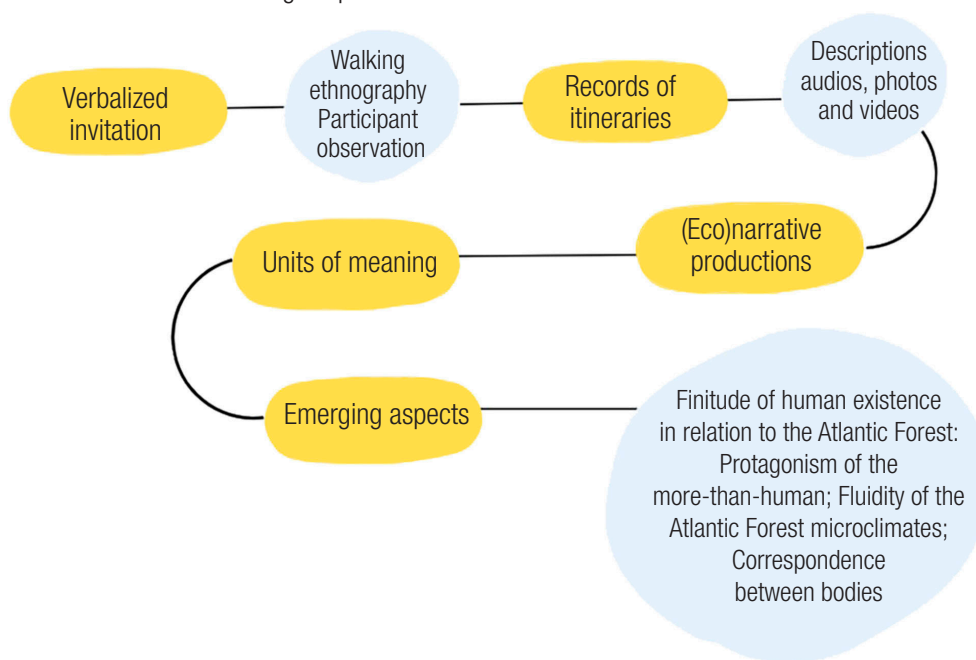 Verbalized
invitation
Walking
ethnography
Participant
observation
Records of
itineraries
Descriptions
audios, photos
and videos
(Eco)narrative
productions
Units of meaning
Emerging aspects
Finitude of human existence
in relation to the Atlantic Forest:
Protagonism of the
more-than-human; Fluidity of the
Atlantic Forest microclimates;
Correspondence
between bodies